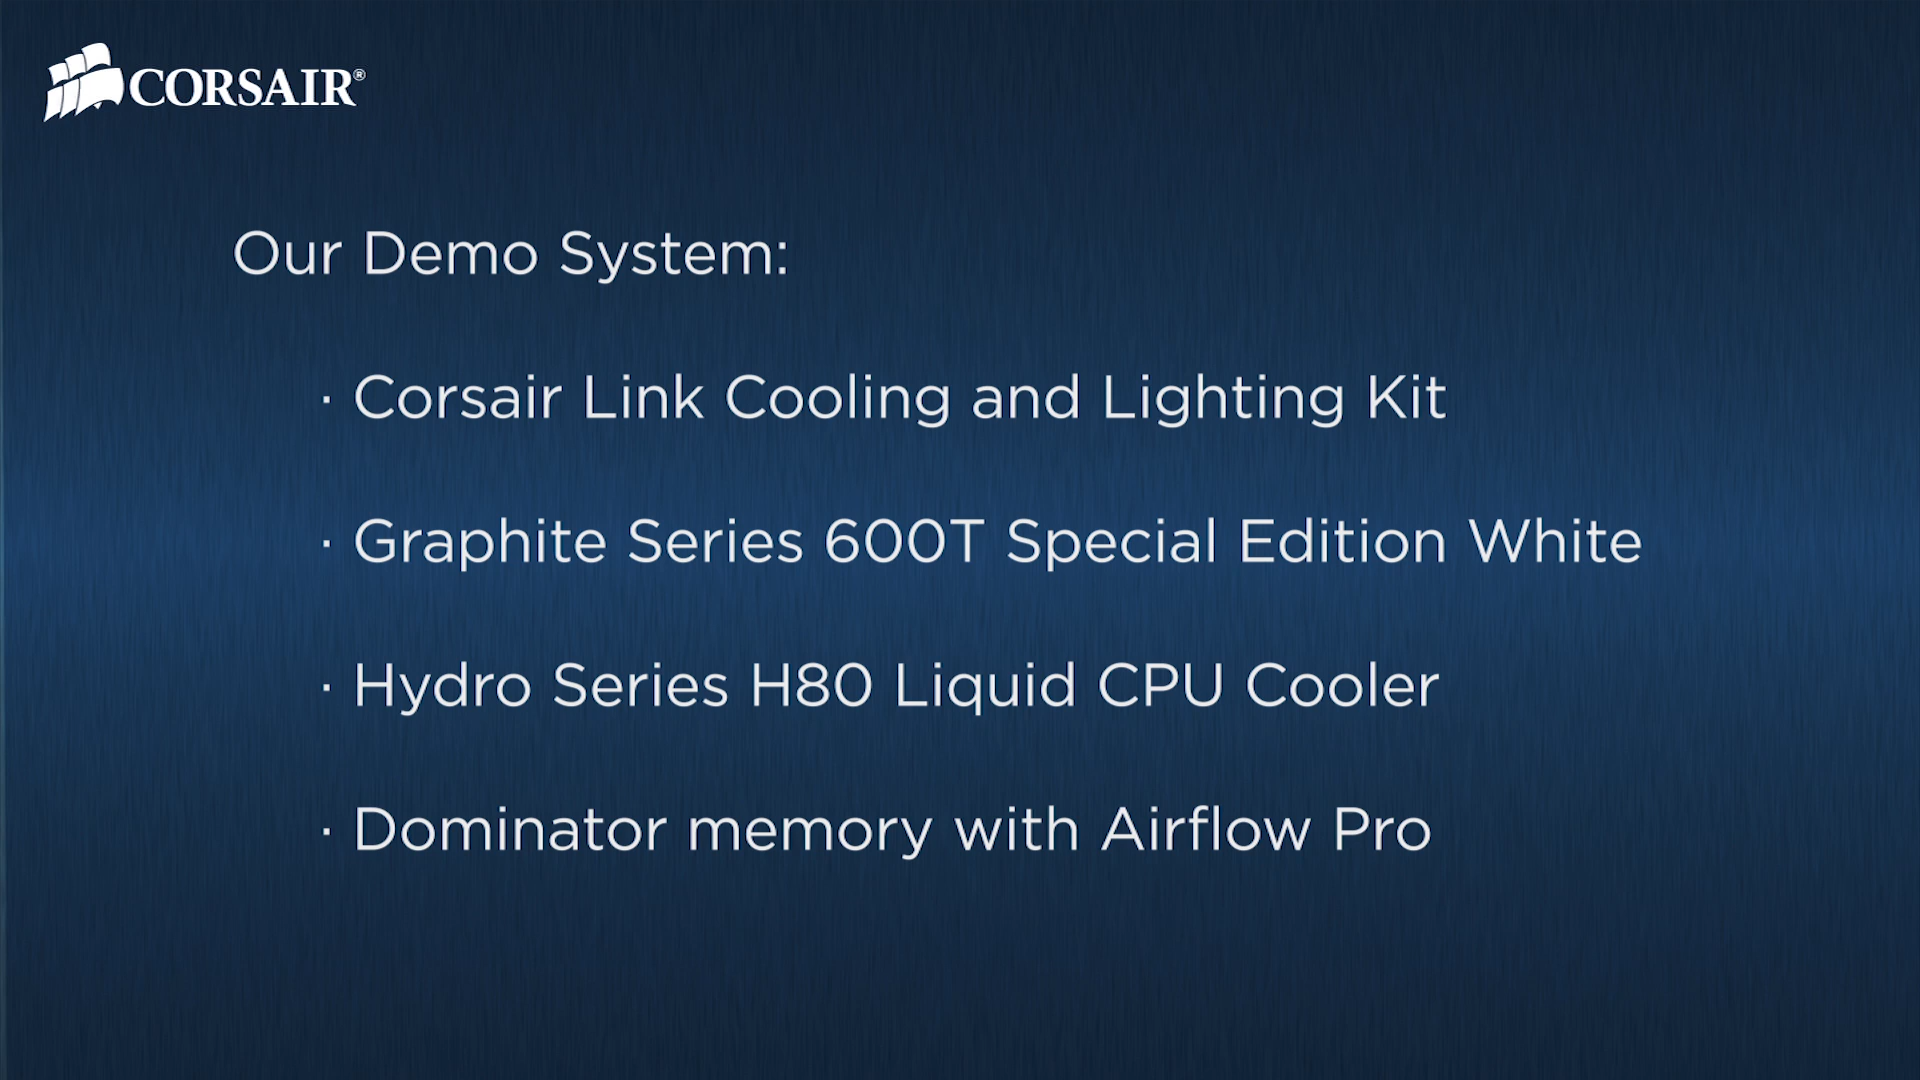 CORSAIR®
Our Demo System:
· Corsair Link Cooling and Lighting Kit
· Graphite Series 600T Special Edition White
· Hydro Series H80 Liquid CPU Cooler
· Dominator memory with Airflow Pro